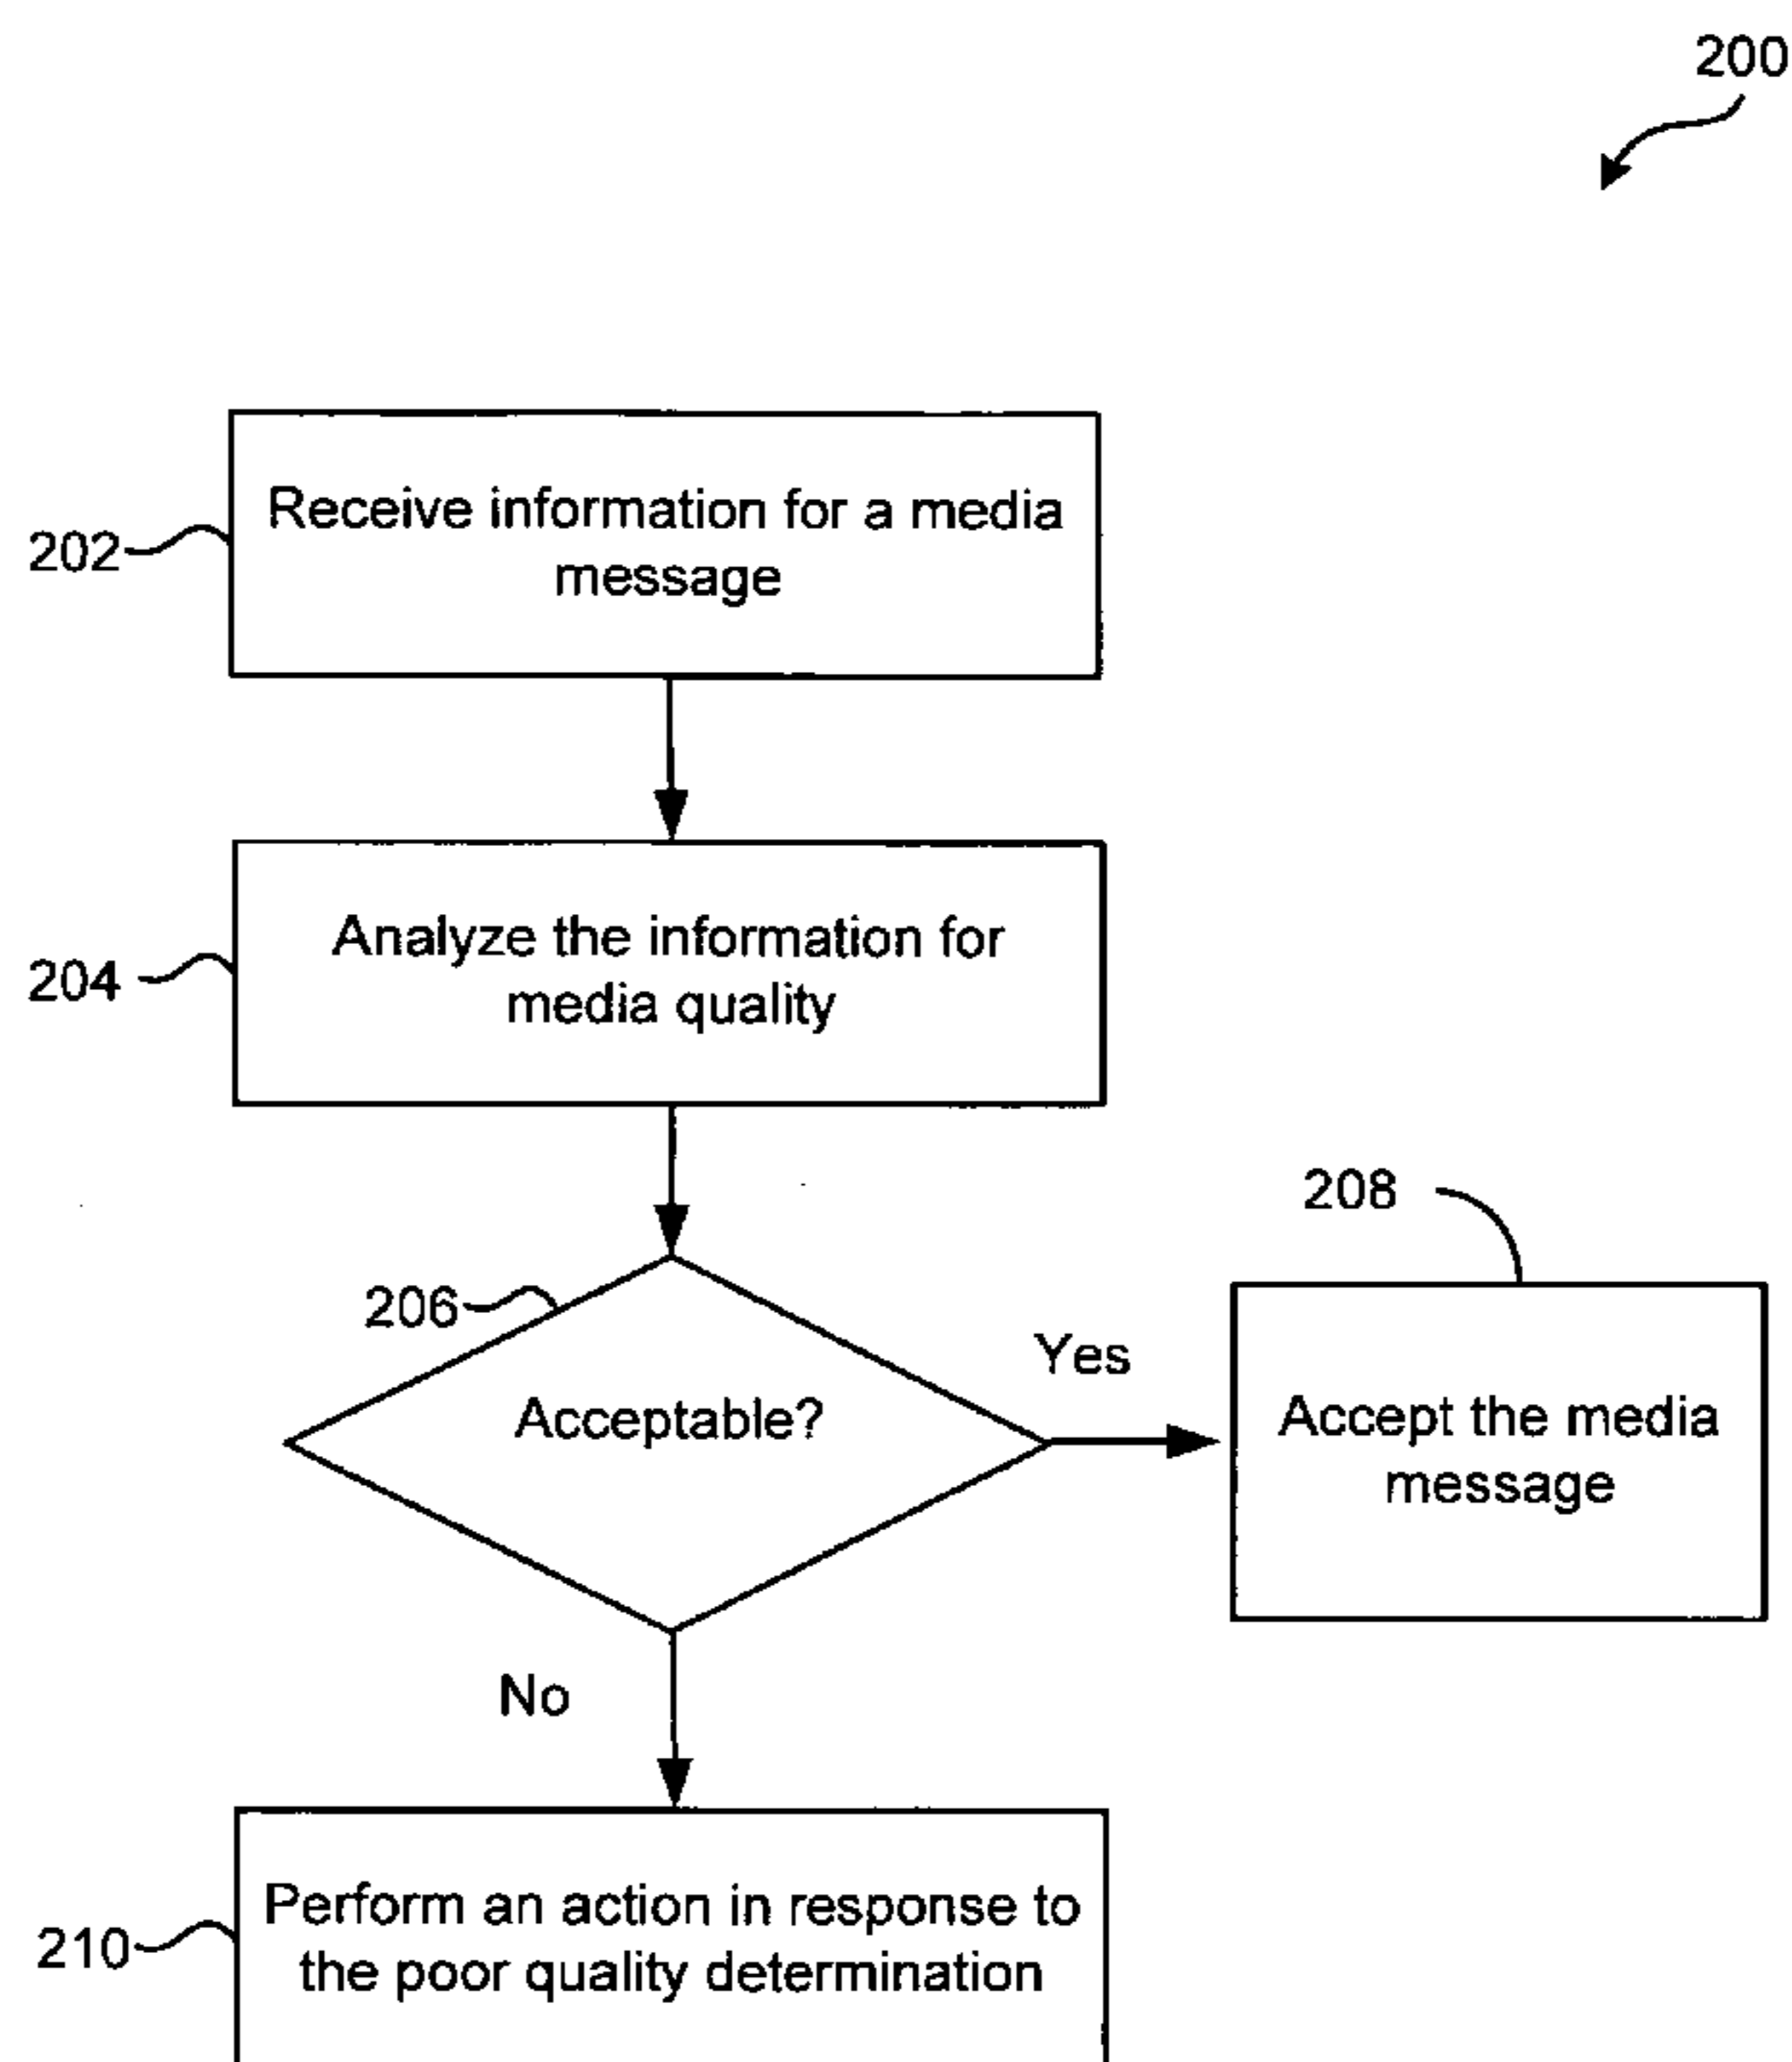 200
202
Receive information for a media
message
204
Analyze the information for
media quality
206
Acceptable?
Yes
208
Accept the media
message
No
210
Perform an action in response to
the poor quality determination